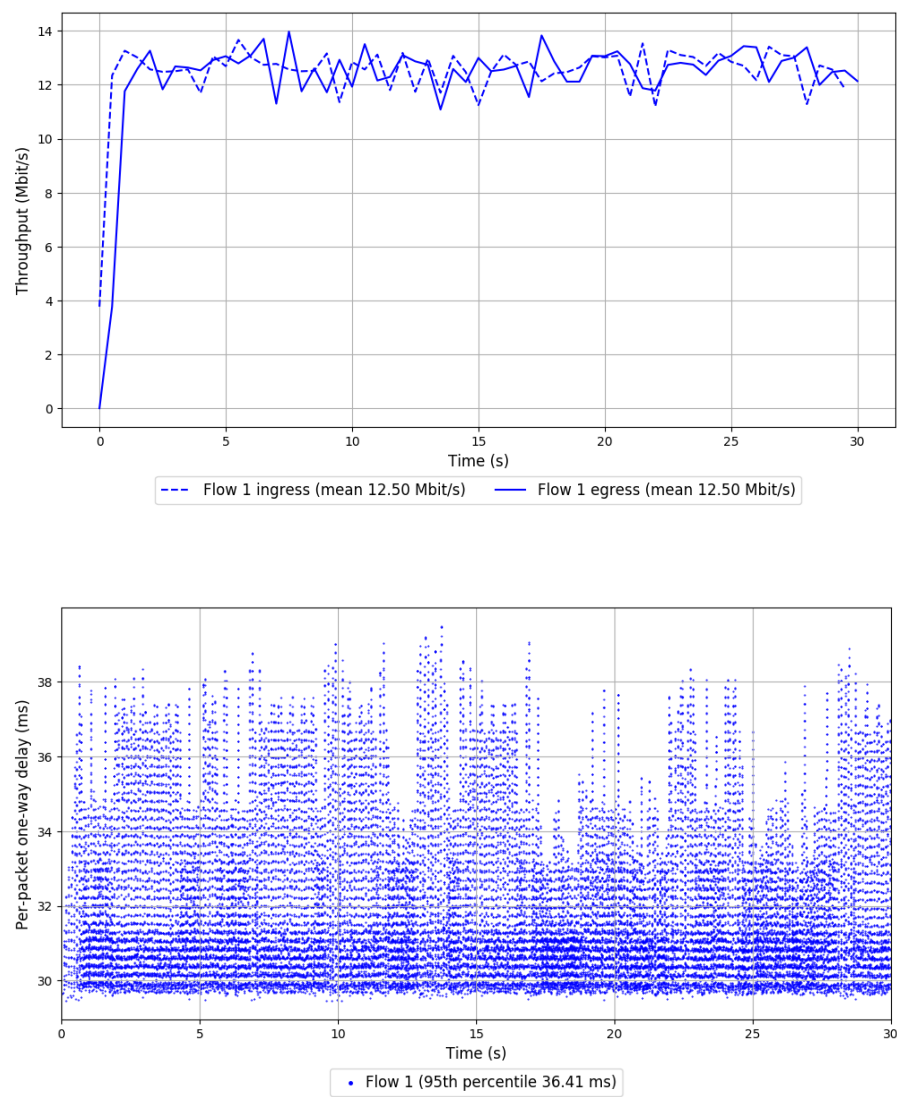 14
12
10
8
6
4
2
0
Throughput (Mbit/s)
0 5 10 15 20 25 30
Time (s)
Flow 1 ingress (mean 12.50 Mbit/s) Flow 1 egress (mean 12.50 Mbit/s)
38
36
34
32
30
Per-packet one-way delay (ms)
0 5 10 15 20 25 30
Time (s)
Flow 1 (95th percentile 36.41 ms)